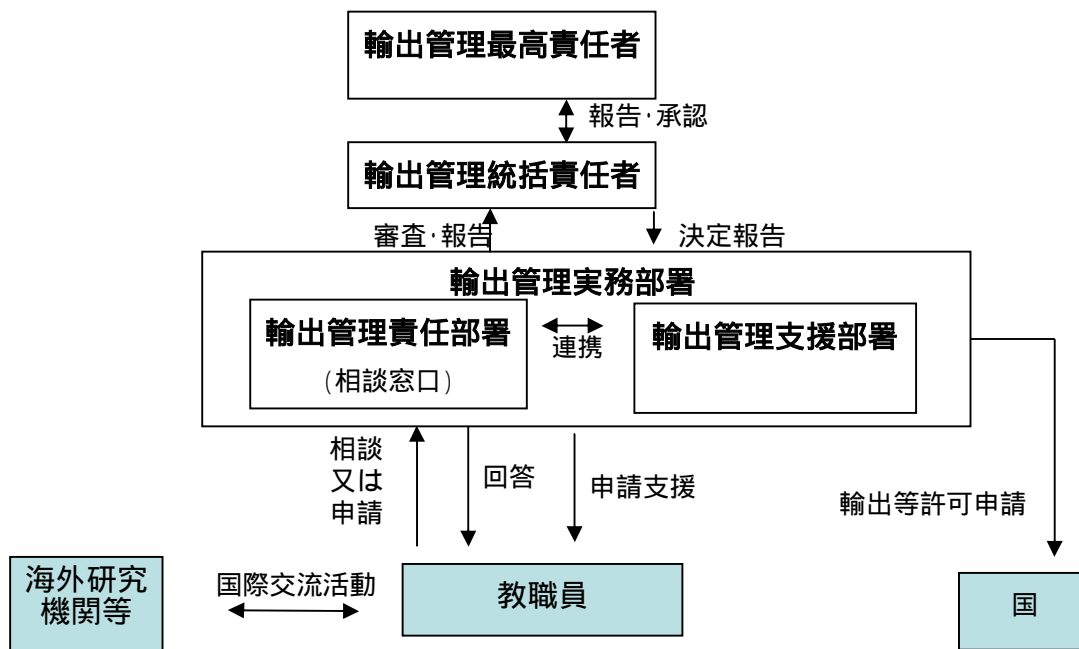 輸出管理最高責任者
報告・承認
輸出管理統括責任者
審査・報告
決定報告
輸出管理実務部署
輸出管理責任部署
(相談窓口)
連携
輸出管理支援部署
相談
又は
申請
回答
申請支援
輸出等許可申請
海外研究
機関等
国際交流活動
教職員
国